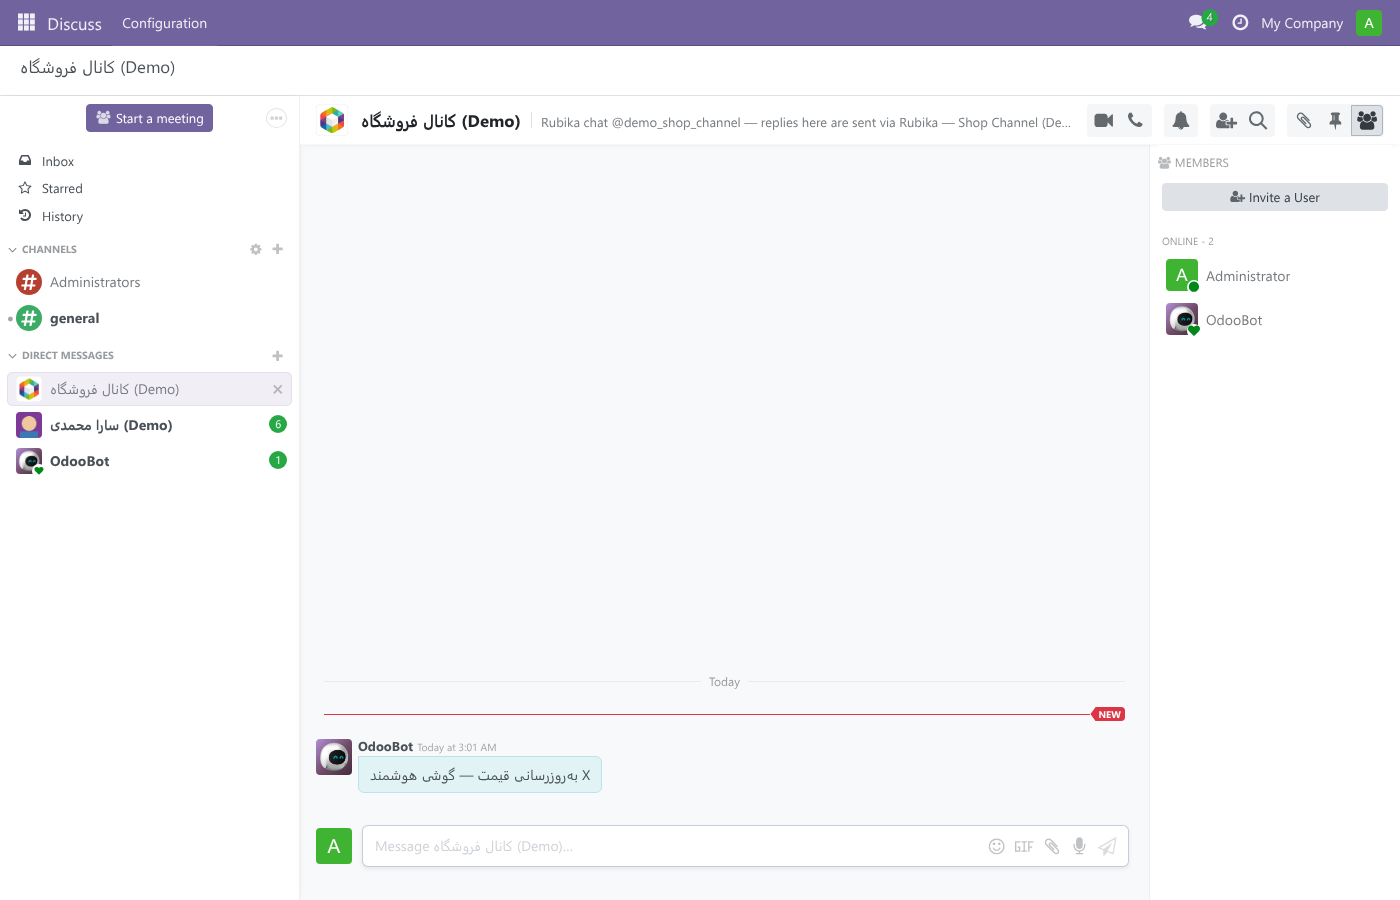 Discuss
Configuration
4
My Company
A
کانال فروشگاه (Demo)
Start a meeting
Inbox
Starred
History
CHANNELS
Administrators
general
DIRECT MESSAGES
کانال فروشگاه (Demo)
سارا محمدی (Demo)
6
OdooBot
1
کانال فروشگاه (Demo)
Rubika chat @demo_shop_channel — replies here are sent via Rubika — Shop Channel (De...
Today
NEW
OdooBot Today at 3:01 AM
به‌روزرسانی قیمت — گوشی هوشمند X
A
Message کانال فروشگاه (Demo)...
GIF
MEMBERS
Invite a User
ONLINE - 2
A
Administrator
OdooBot